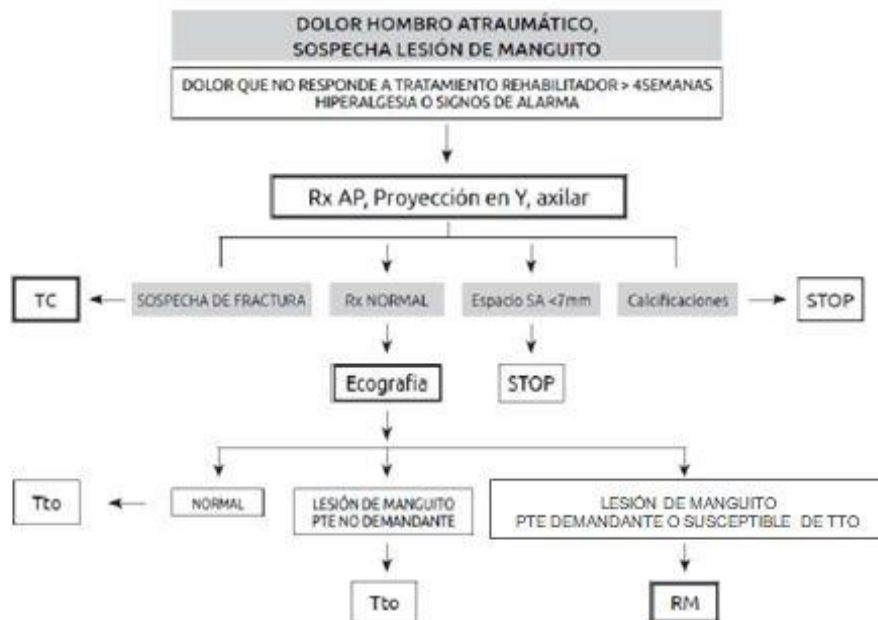 DOLOR HOMBRO ATRAUMÁTICO,
SOSPECHA LESIÓN DE MANGUITO
DOLOR QUE NO RESPONDE A TRATAMIENTO REHABILITADOR > 4SEMANAS
HIPERALGESIA O SIGNOS DE ALARMA
Rx AP, Proyección en Y, axilar
TC
SOSPECHA DE FRACTURA
Rx NORMAL
Espacio SA <7mm
Calcificaciones
STOP
Ecografia
STOP
Tto
NORMAL
LESIÓN DE MANGUITO
PTE NO DEMANDANTE
LESIÓN DE MANGUITO
PTE DEMANDANTE O SUSCEPTIBLE DE TTO
Tto
RM